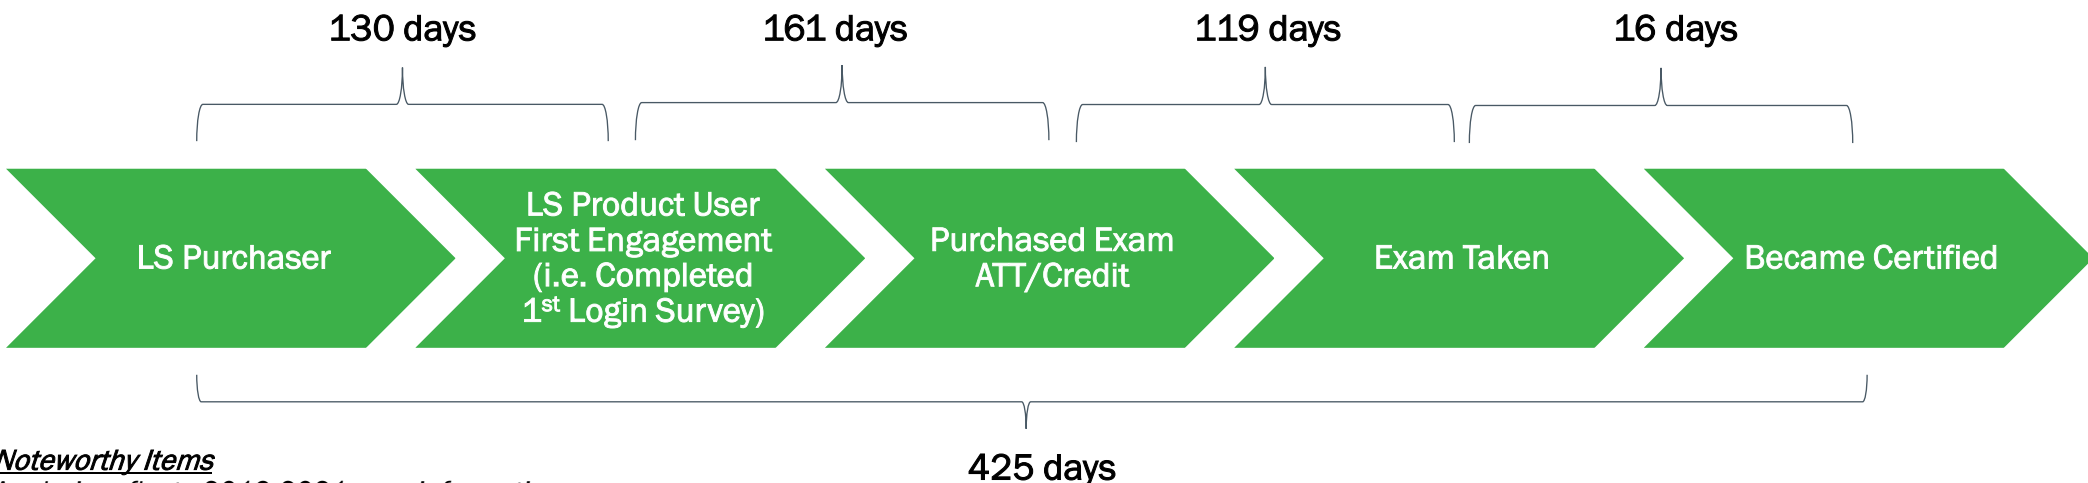 130 days
161 days
119 days
16 days
LS Purchaser
LS Product User
First Engagement
(i.e. Completed
1st Login Survey)
Purchased Exam
ATT/Credit
Exam Taken
Became Certified
425 days
Noteworthy Items